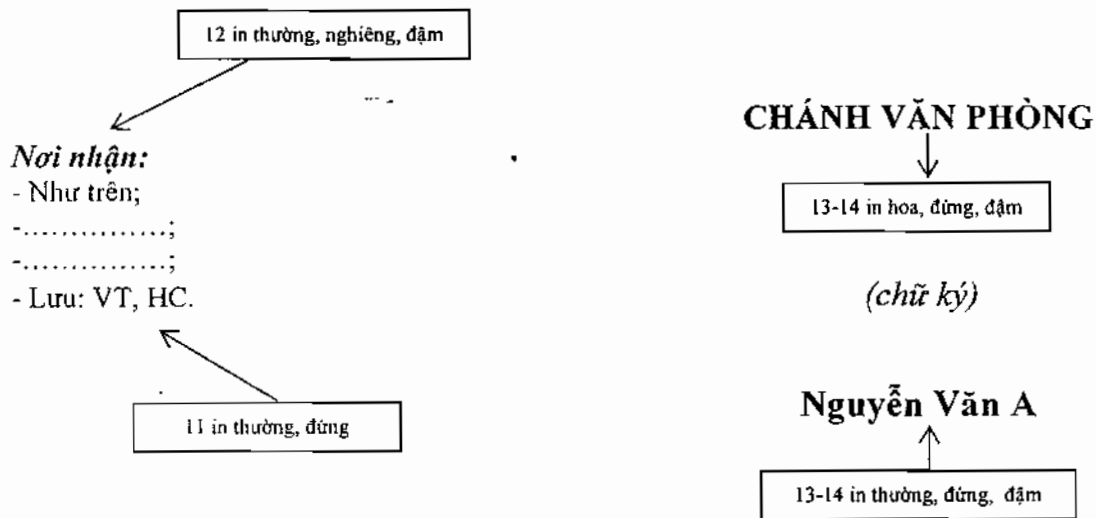 12 in thường, nghiêng, đậm
Nơi nhận:
- Như trên;
-...............;
-...............;
- Lưu: VT, HC.
11 in thường, đứng
CHÁNH VĂN PHÒNG
13-14 in hoa, đứng, đậm
(chữ ký)
Nguyễn Văn A
13-14 in thường, đứng, đậm